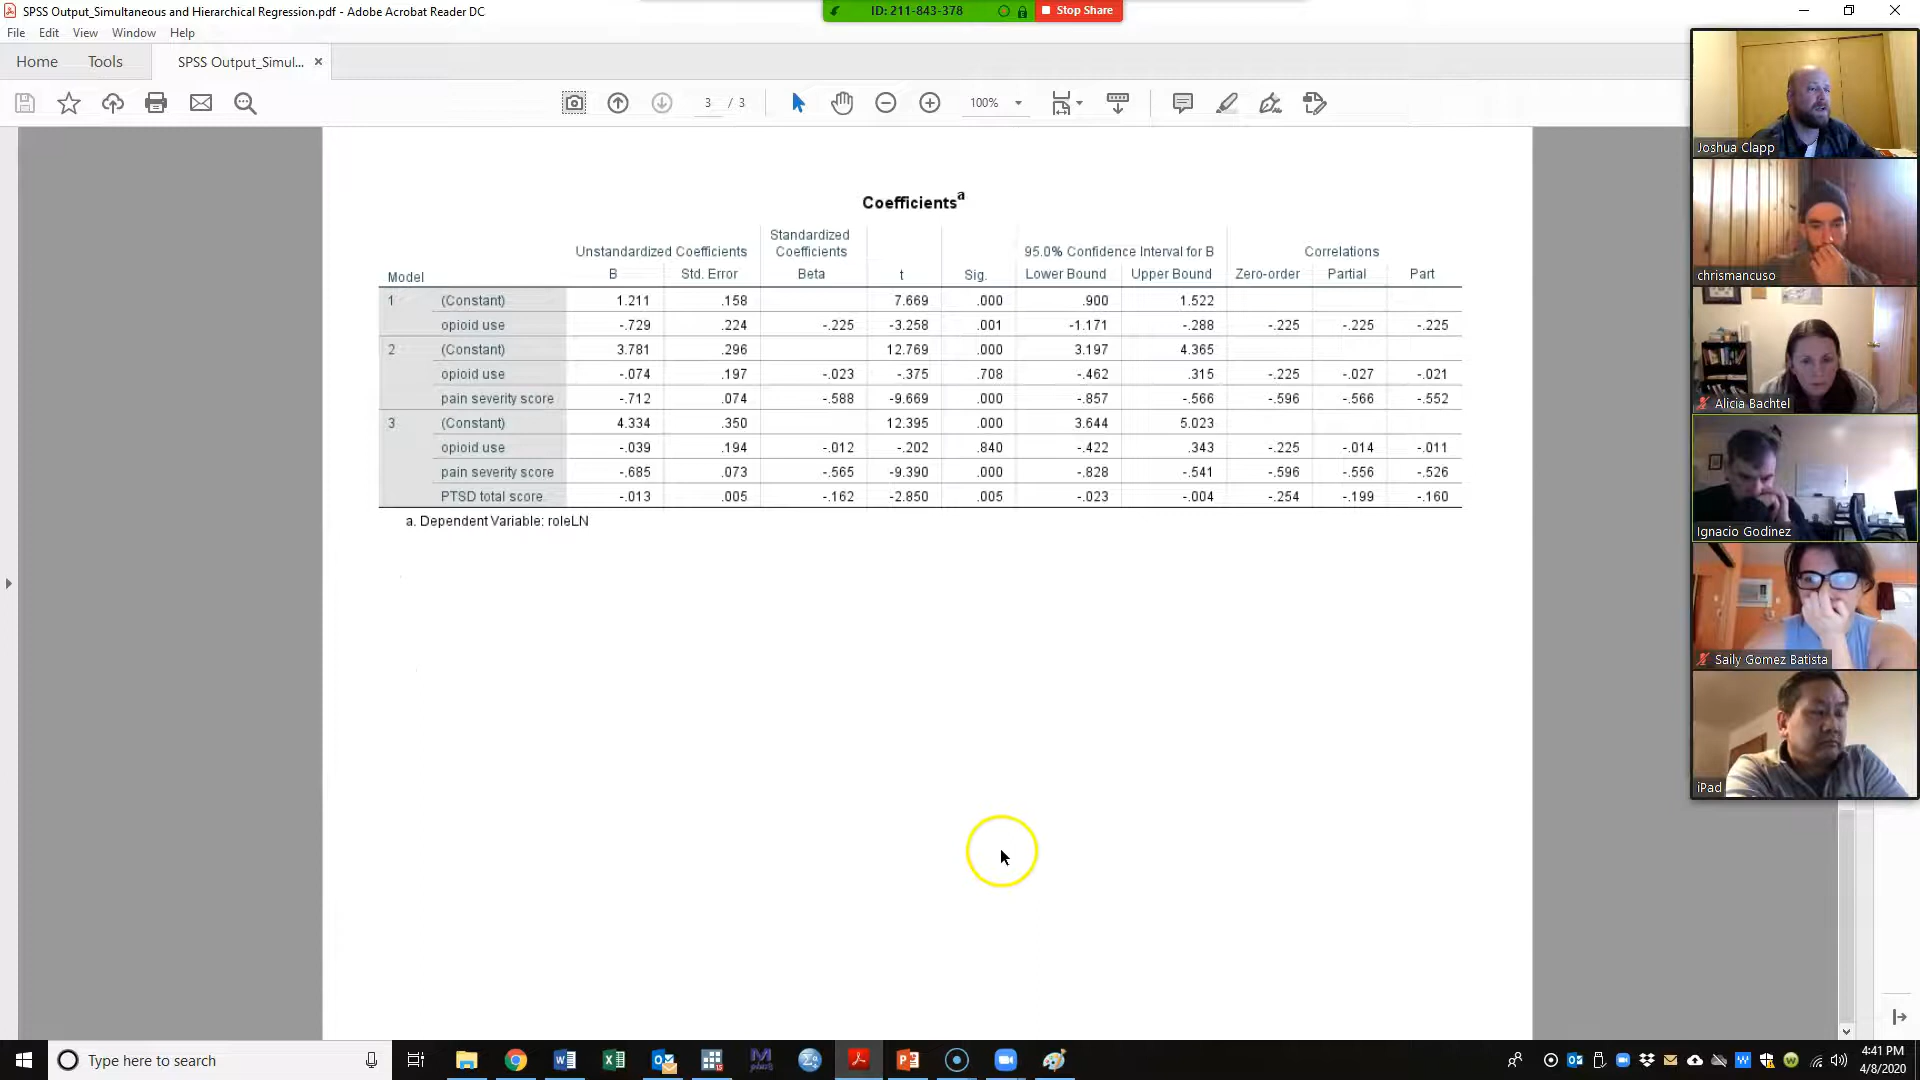 SPSS Output_Simultaneous and Hierarchical Regression.pdf - Adobe Acrobat Reader DC
ID: 211-843-378
Stop Share
File Edit View Window Help
Home Tools SPSS Output_Simul... ×
3 / 3 100%
Coefficientsa
Unstandardized Coefficients Standardized Coefficients 95.0% Confidence Interval for B Correlations
Model B Std. Error Beta t Sig. Lower Bound Upper Bound Zero-order Partial Part
1 (Constant) 1.211 .158 7.669 .000 .900 1.522
opioid use -.729 .224 -.225 -3.258 .001 -1.171 -.288 -.225 -.225 -.225
2 (Constant) 3.781 .296 12.769 .000 3.197 4.365
opioid use -.074 .197 -.023 -.375 .708 -.462 .315 -.225 -.027 -.021
pain severity score -.712 .074 -.588 -9.669 .000 -.857 -.566 -.596 -.566 -.552
3 (Constant) 4.334 .350 12.395 .000 3.644 5.023
opioid use -.039 .194 -.012 -.202 .840 -.422 .343 -.225 -.014 -.011
pain severity score -.685 .073 -.565 -9.390 .000 -.828 -.541 -.596 -.556 -.526
PTSD total score -.013 .005 -.162 -2.850 .005 -.023 -.004 -.254 -.199 -.160
a. Dependent Variable: roleLN
Joshua Clapp
chrismancuso
Alicia Bachtel
Ignacio Godinez
Saily Gomez Batista
iPad
Type here to search
4:41 PM
4/8/2020